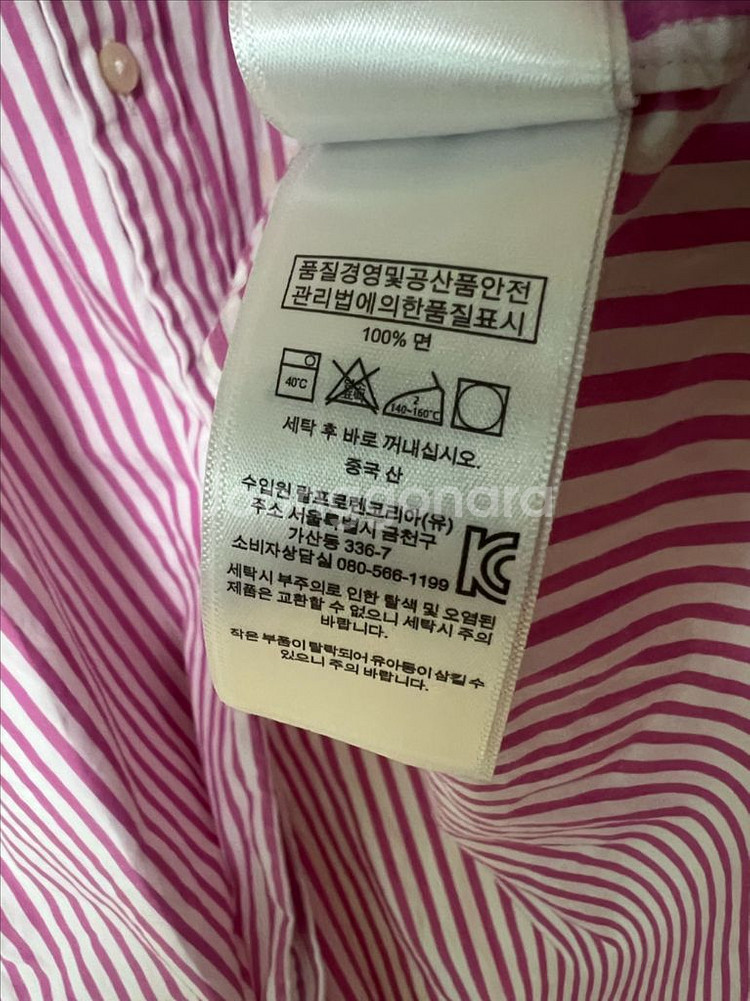 품질경영및공산품안전
관리법에의한품질표시
100% 면
40°C
2
140~160°C
세탁 후 바로 꺼내십시오.
중국 산
수입원 랄프로렌코리아(유)
주소 서울특별시 금천구
가산동 336-7
소비자상담실 080-566-1199
세탁시 부주의로 인한 탈색 및 오염된
제품은 교환할 수 없으니 세탁시 주의
바랍니다.
작은 부품이 탈락되어 유아동이 삼킬 수
있으니 주의 바랍니다.